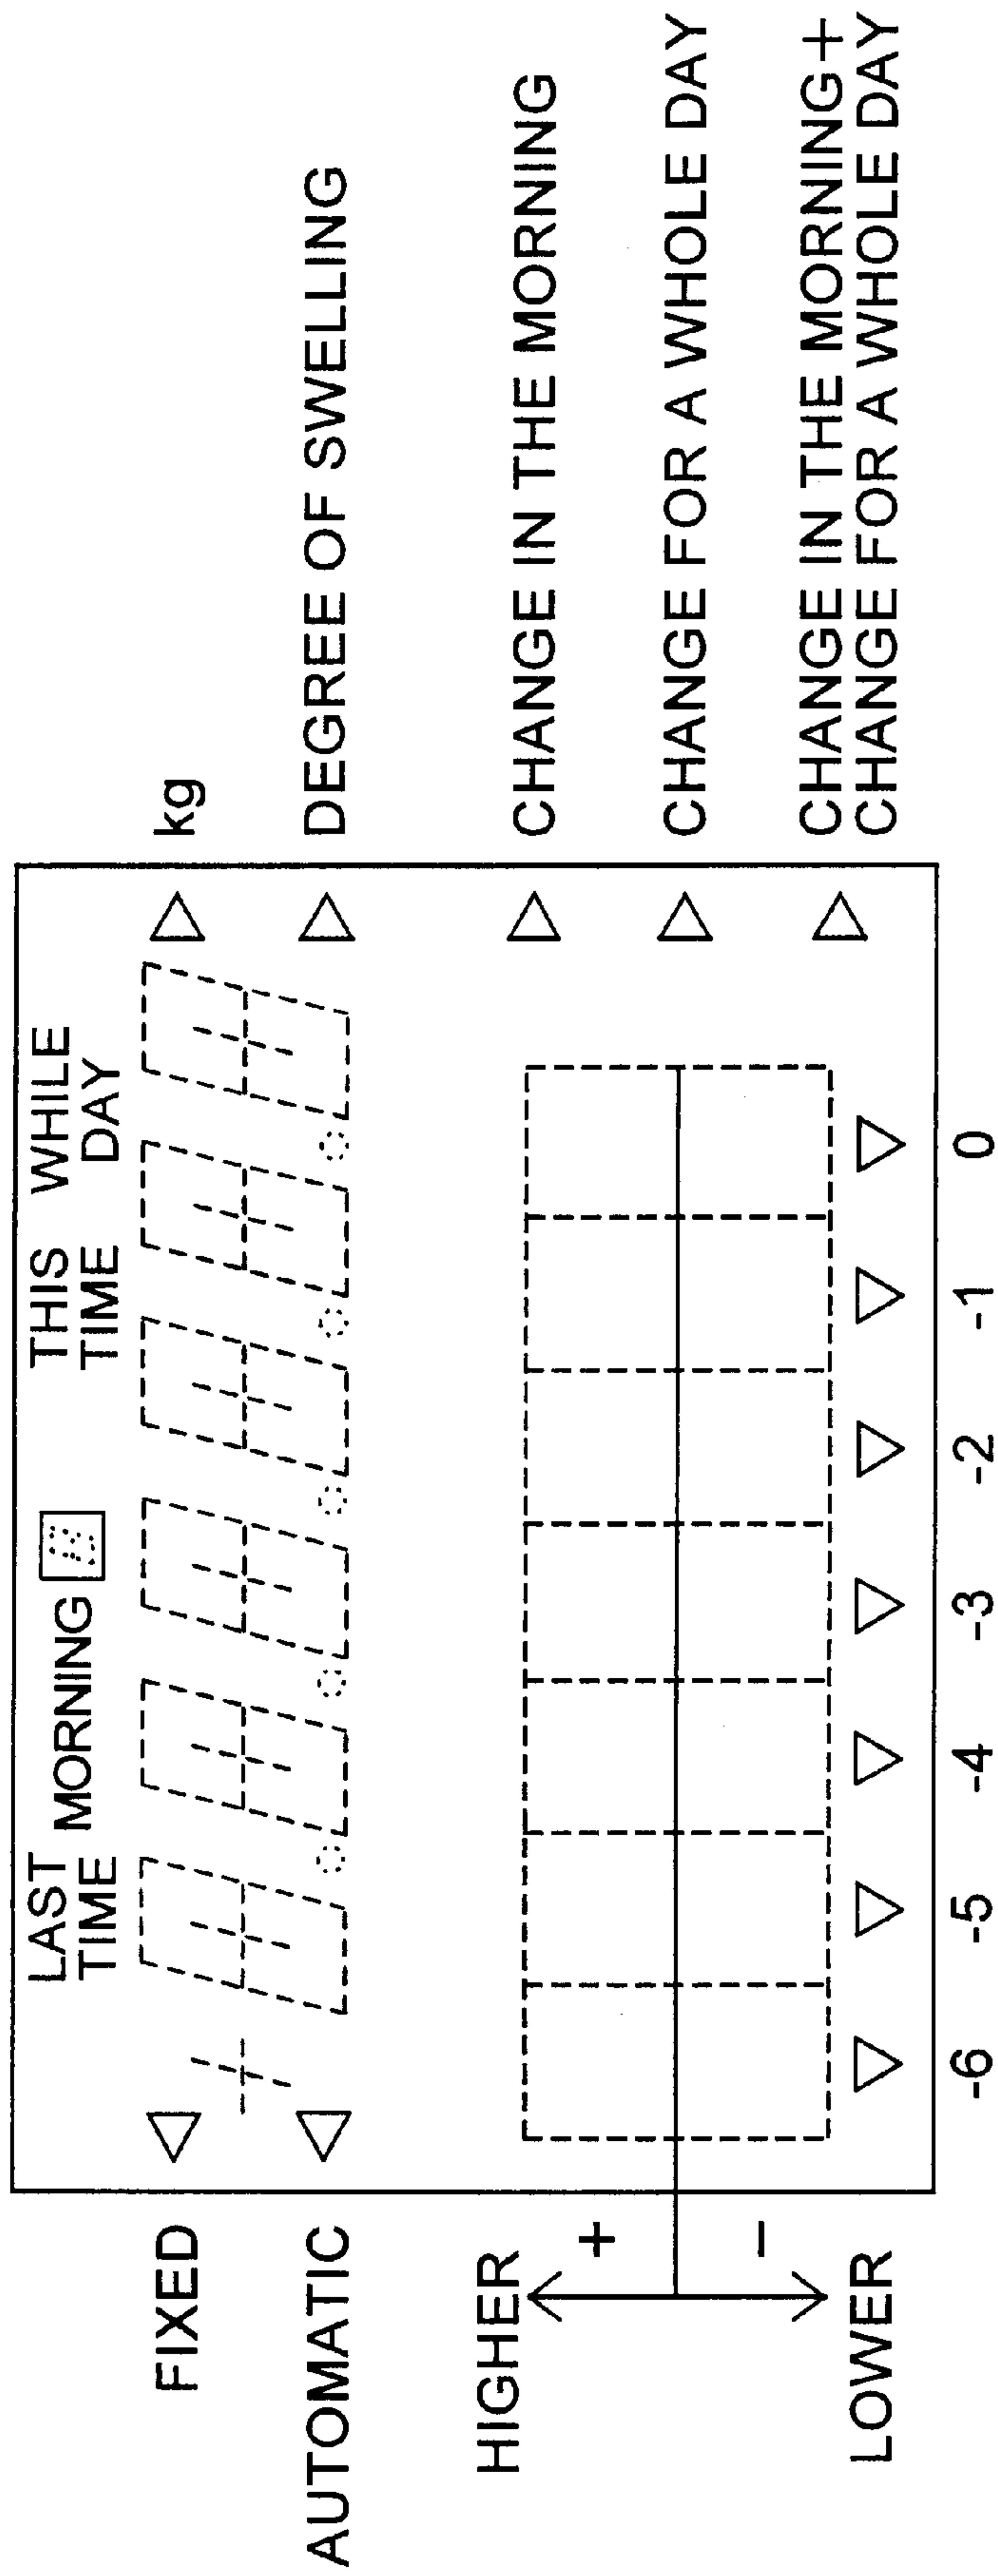 LAST
TIME
MORNING
THIS
TIME
WHILE
DAY
FIXED
kg
AUTOMATIC
DEGREE OF SWELLING
HIGHER
+
CHANGE IN THE MORNING
CHANGE FOR A WHOLE DAY
−
LOWER
CHANGE IN THE MORNING+
CHANGE FOR A WHOLE DAY
-6 -5 -4 -3 -2 -1 0